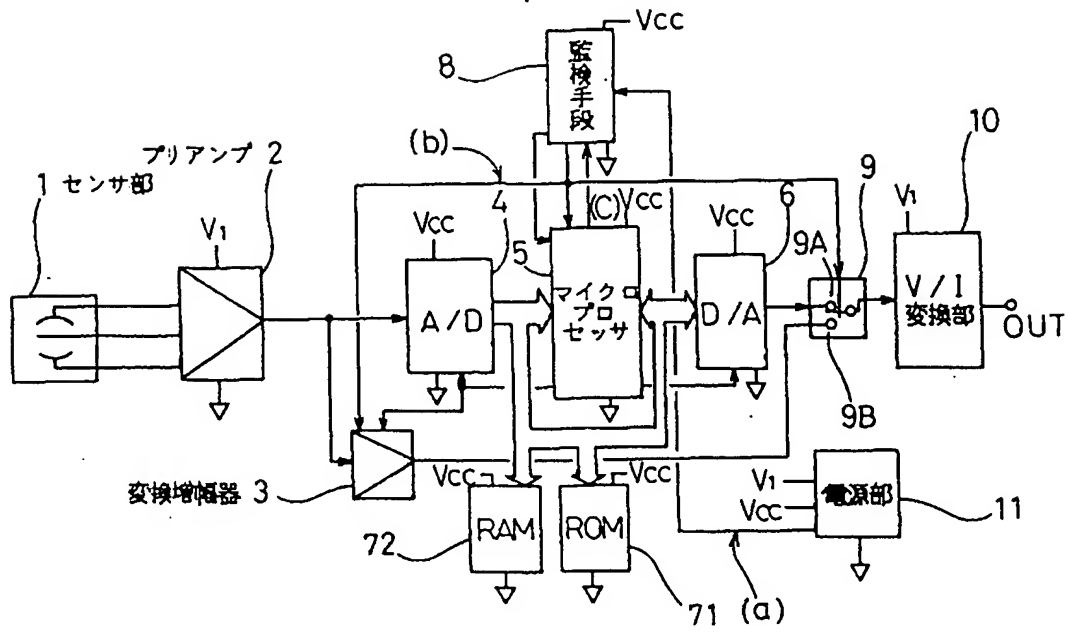 Vcc
8
監検手段
10
(b)
プリアンプ 2
1 センサ部
9
4
(C)
Vcc
6
V1
Vcc
Vcc
9A
V1
5
A/D
マイクロ
プロ
セッサ
D/A
V/I
変換部
OUT
9B
変換増幅器 3
Vcc
Vcc
V1
Vcc
電源部
11
RAM
ROM
72
71
(a)